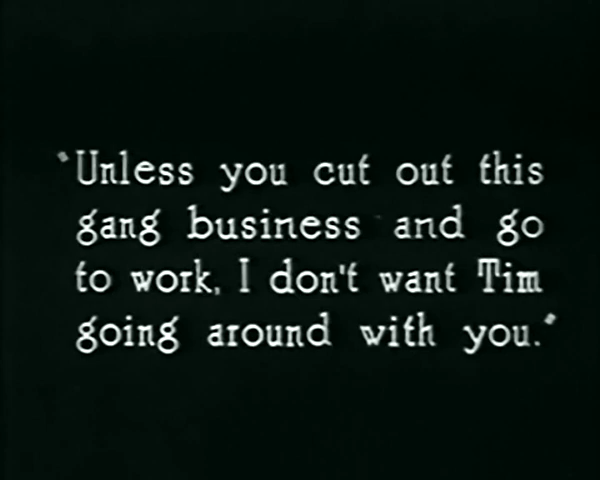 "Unless you cut out this
gang business and go
to work, I don't want Tim
going around with you."